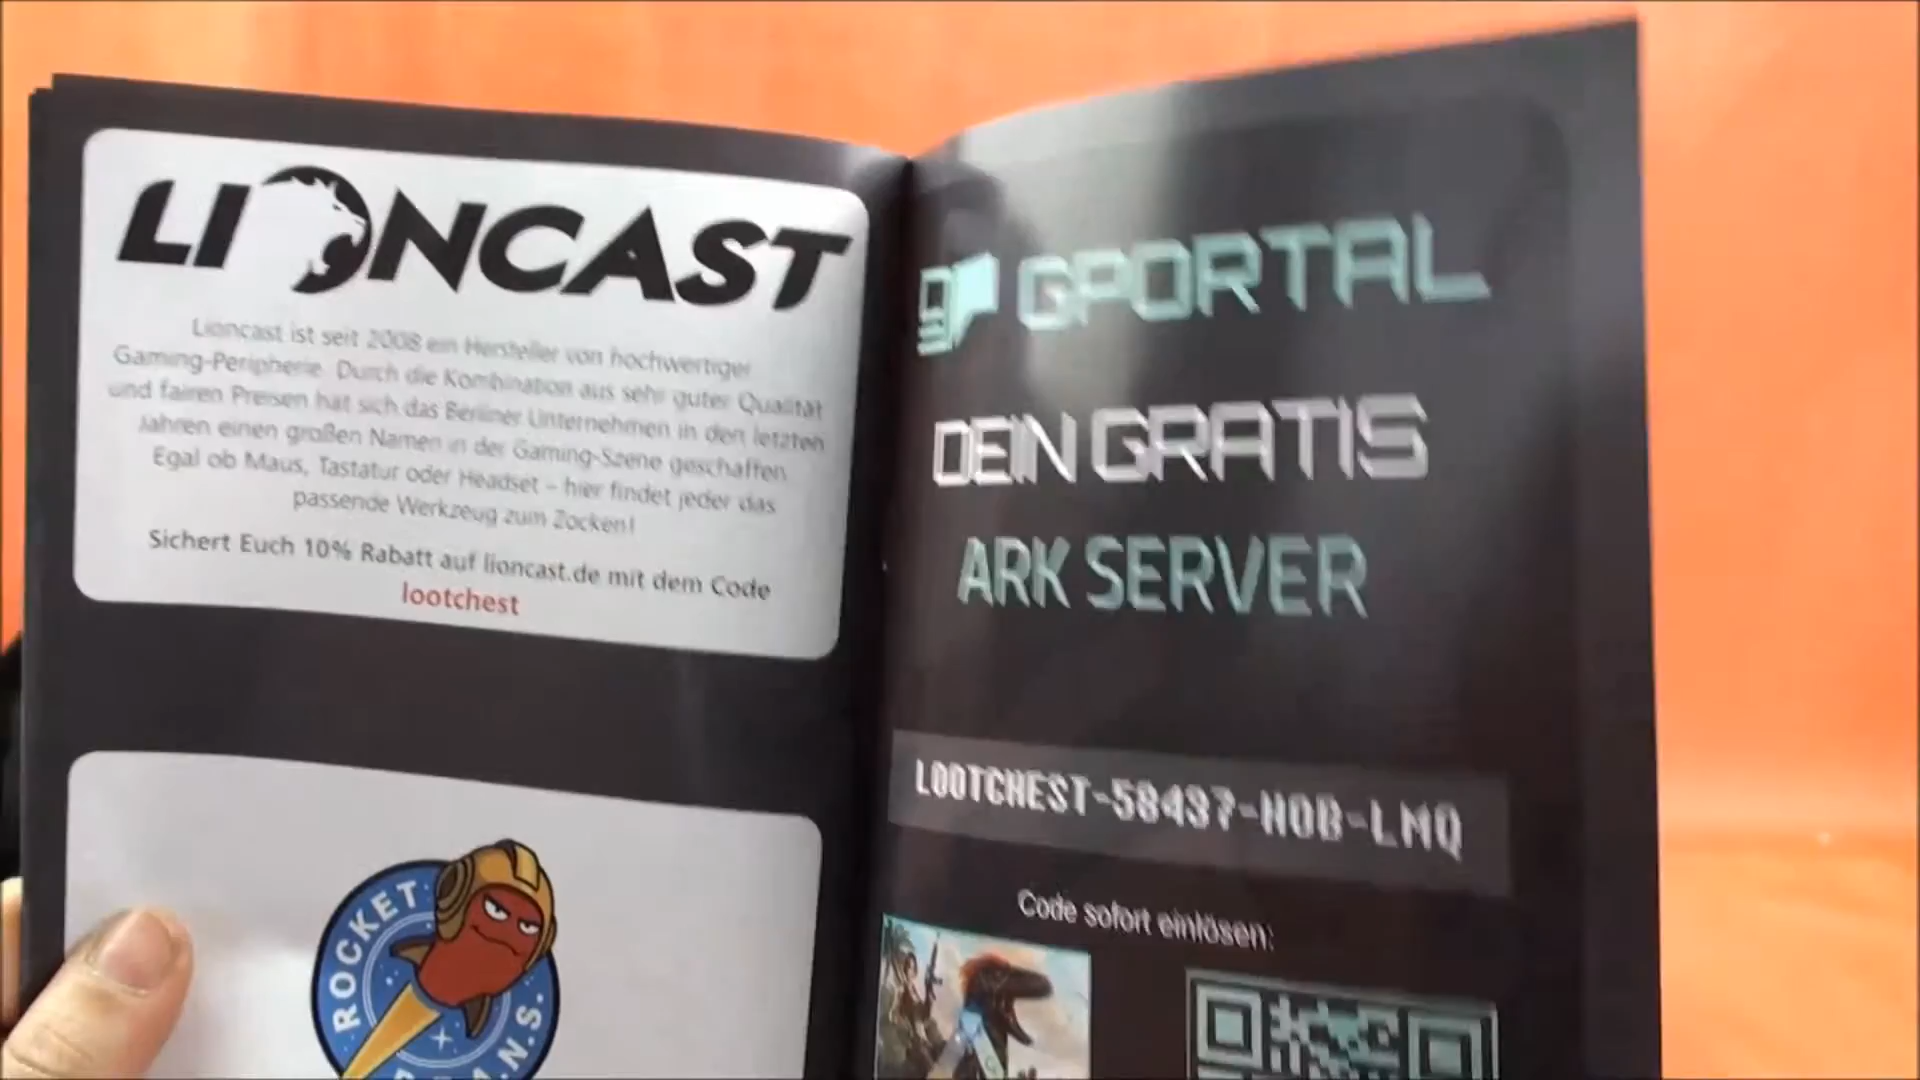 LIONCAST
Lioncast ist seit 2008 ein Hersteller von hochwertiger
Gaming-Peripherie. Durch die Kombination aus sehr guter Qualität
und fairen Preisen hat sich das Berliner Unternehmen in den letzten
Jahren einen großen Namen in der Gaming-Szene geschaffen.
Egal ob Maus, Tastatur oder Headset – hier findet jeder das
passende Werkzeug zum Zocken!
Sichert Euch 10% Rabatt auf lioncast.de mit dem Code
lootchest
ROCKET
GPORTAL
DEIN GRATIS
ARK SERVER
LOOTCHEST-58437-HOB-LMQ
Code sofort einlösen: